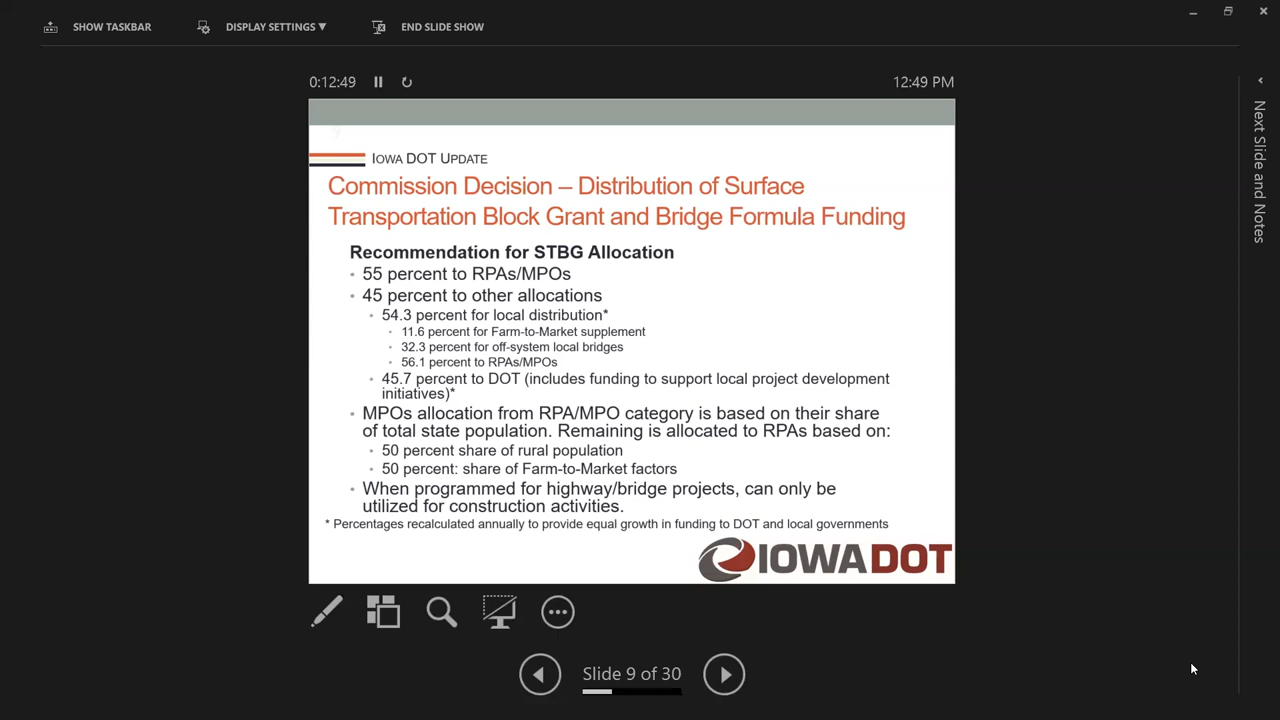 SHOW TASKBAR
DISPLAY SETTINGS ▼
END SLIDE SHOW
0:12:49
12:49 PM
Next Slide and Notes
IOWA DOT UPDATE
Commission Decision – Distribution of Surface
Transportation Block Grant and Bridge Formula Funding
Recommendation for STBG Allocation
• 55 percent to RPAs/MPOs
• 45 percent to other allocations
• 54.3 percent for local distribution*
• 11.6 percent for Farm-to-Market supplement
• 32.3 percent for off-system local bridges
• 56.1 percent to RPAs/MPOs
• 45.7 percent to DOT (includes funding to support local project development
initiatives)*
• MPOs allocation from RPA/MPO category is based on their share
of total state population. Remaining is allocated to RPAs based on:
• 50 percent share of rural population
• 50 percent: share of Farm-to-Market factors
• When programmed for highway/bridge projects, can only be
utilized for construction activities.
* Percentages recalculated annually to provide equal growth in funding to DOT and local governments
IOWADOT
Slide 9 of 30